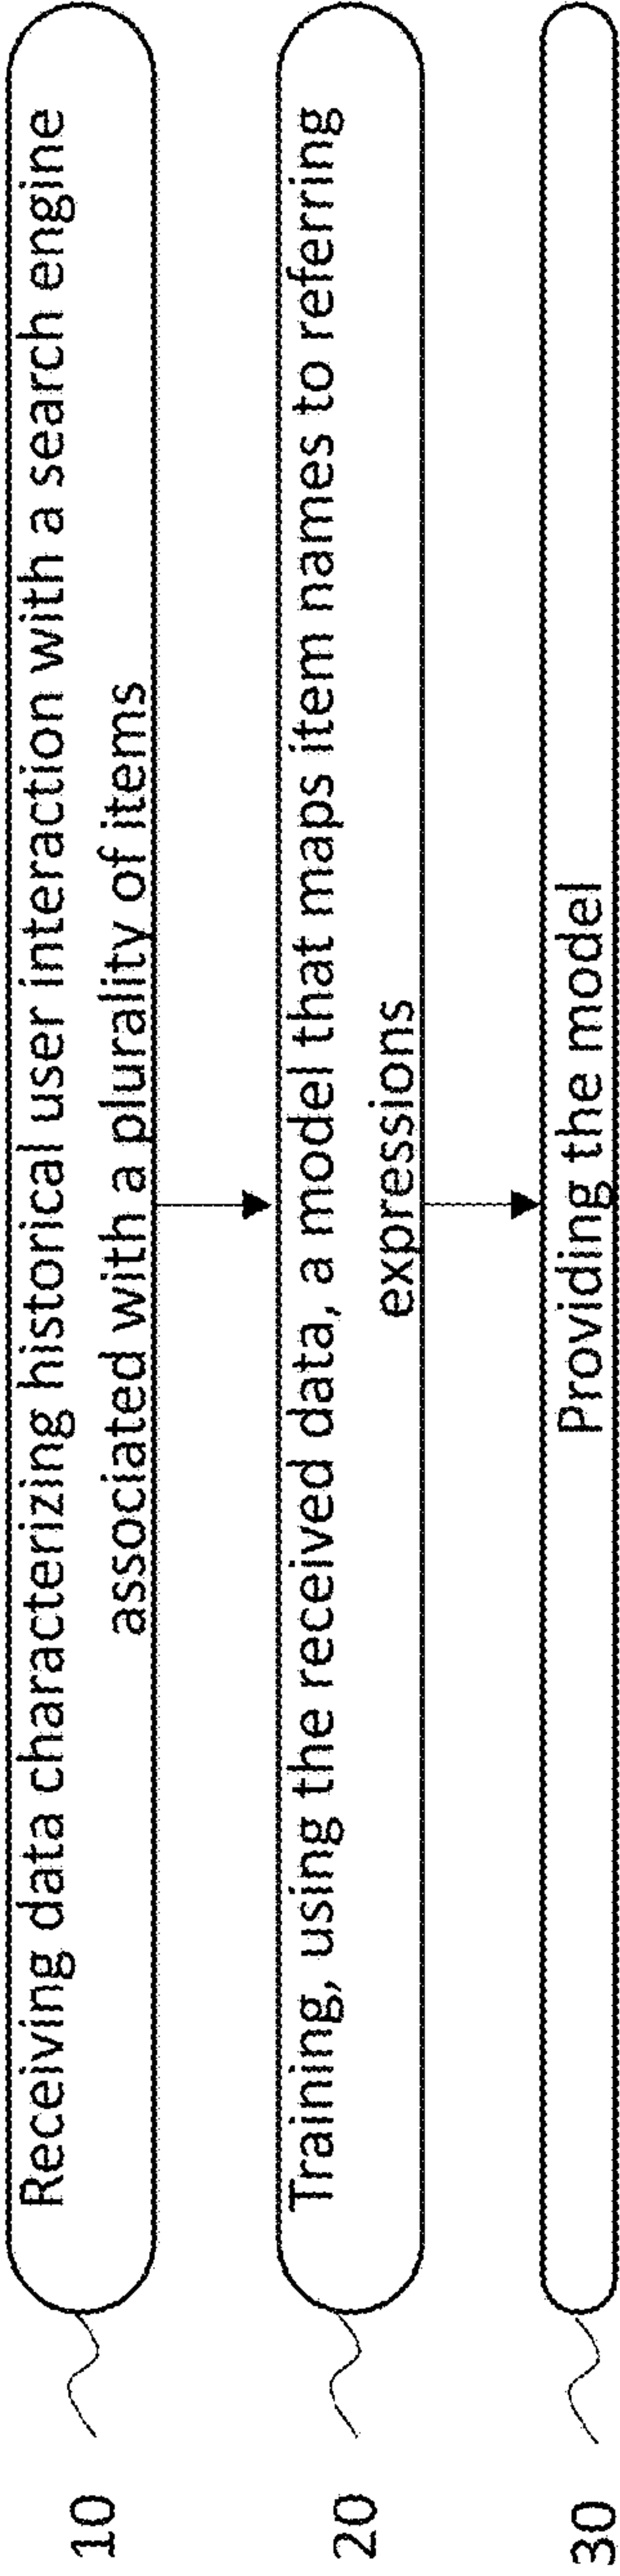 10
Receiving data characterizing historical user interaction with a search engine
associated with a plurality of items
20
Training, using the received data, a model that maps item names to referring
expressions
30
Providing the model